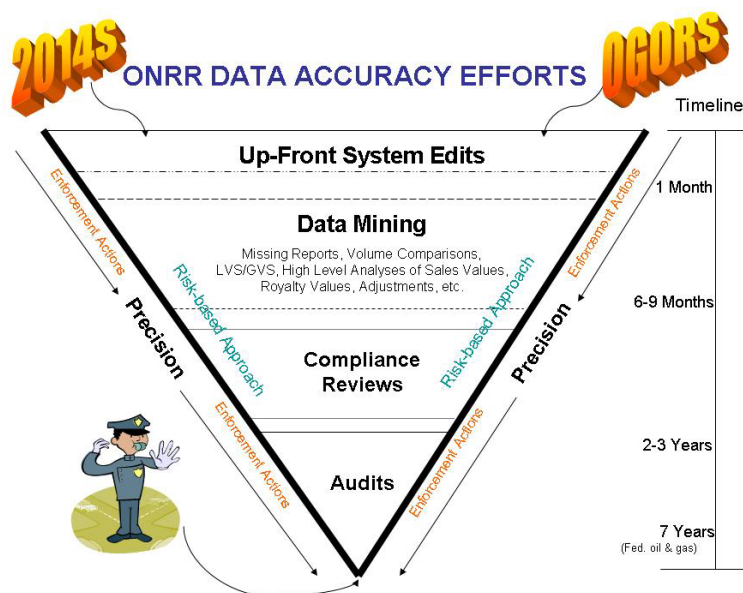 2014S
OGORS
ONRR DATA ACCURACY EFFORTS
Timeline
Up-Front System Edits
1 Month
Enforcement Actions
Enforcement Actions
Data Mining
Missing Reports, Volume Comparisons,
LVS/GVS, High Level Analyses of Sales Values,
Royalty Values, Adjustments, etc.
Risk-based Approach
Risk-based Approach
6-9 Months
Precision
Precision
Compliance
Reviews
Enforcement Actions
Enforcement Actions
2-3 Years
Audits
7 Years
(Fed. oil & gas)